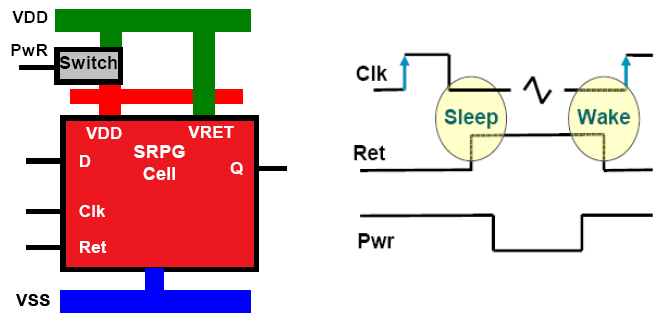 VDD
PwR
Switch
VDD
VRET
SRPG
Cell
D
Q
Clk
Ret
VSS
Clk
Sleep
Wake
Ret
Pwr